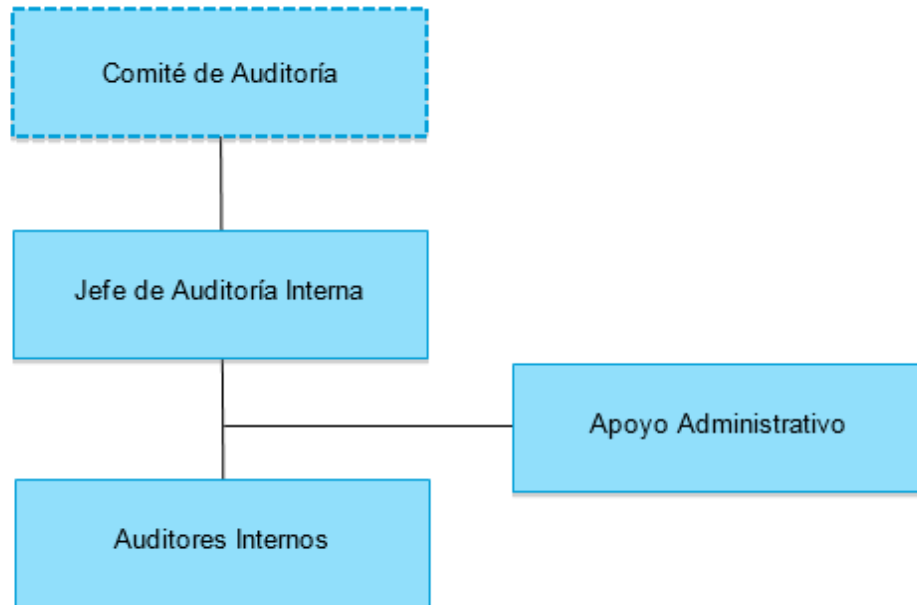 Comité de Auditoría
Jefe de Auditoría Interna
Apoyo Administrativo
Auditores Internos